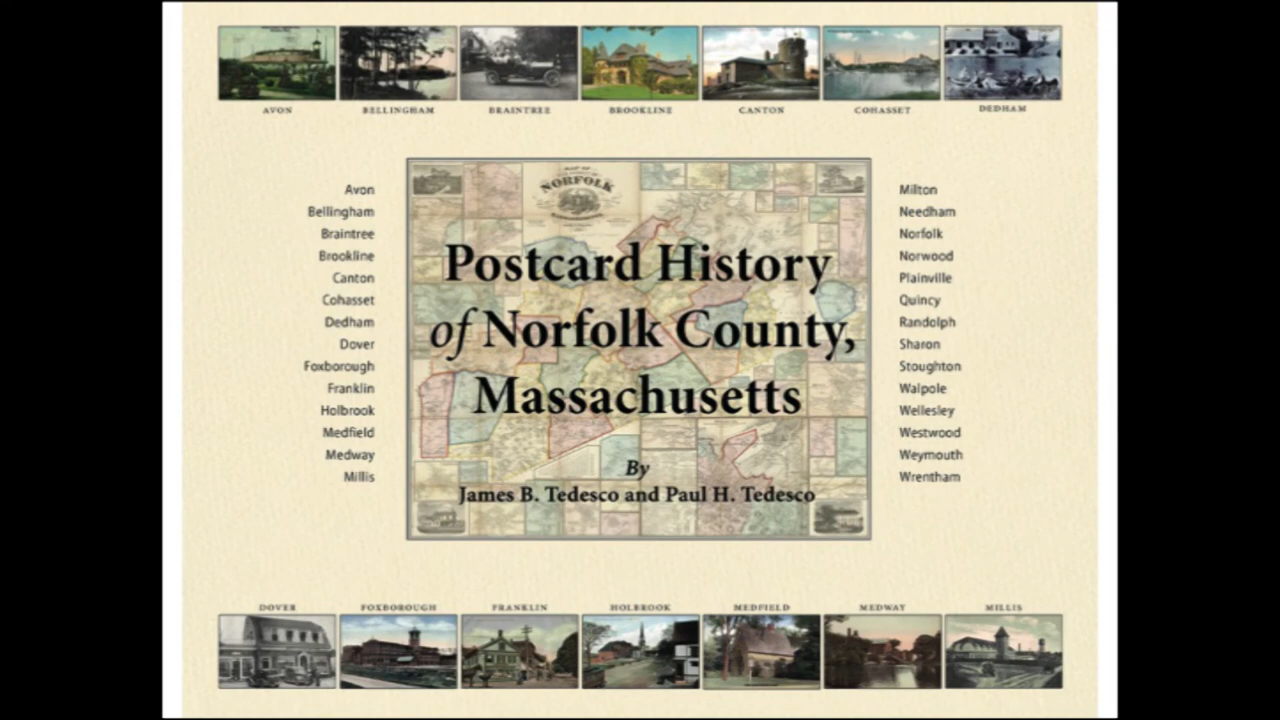 AVON BELLINGHAM BRAINTREE BROOKLINE CANTON COHASSET DEDHAM
Avon
Bellingham
Braintree
Brookline
Canton
Cohasset
Dedham
Dover
Foxborough
Franklin
Holbrook
Medfield
Medway
Millis
NORFOLK
Postcard History
of Norfolk County,
Massachusetts
By
James B. Tedesco and Paul H. Tedesco
Milton
Needham
Norfolk
Norwood
Plainville
Quincy
Randolph
Sharon
Stoughton
Walpole
Wellesley
Westwood
Weymouth
Wrentham
DOVER FOXBOROUGH FRANKLIN HOLBROOK MEDFIELD MEDWAY MILLIS